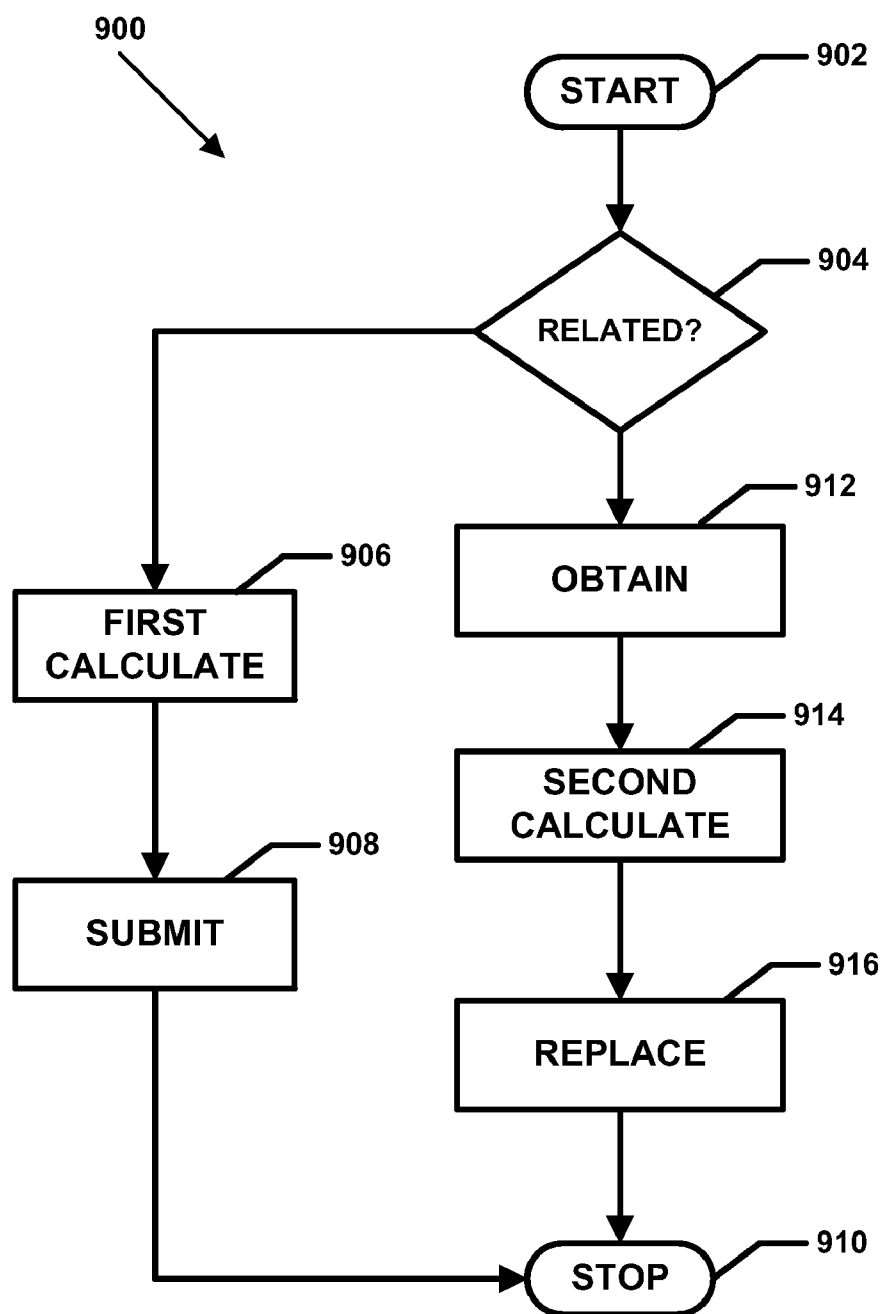 900
START
902
RELATED?
904
OBTAIN
912
FIRST
CALCULATE
906
SECOND
CALCULATE
914
SUBMIT
908
REPLACE
916
STOP
910